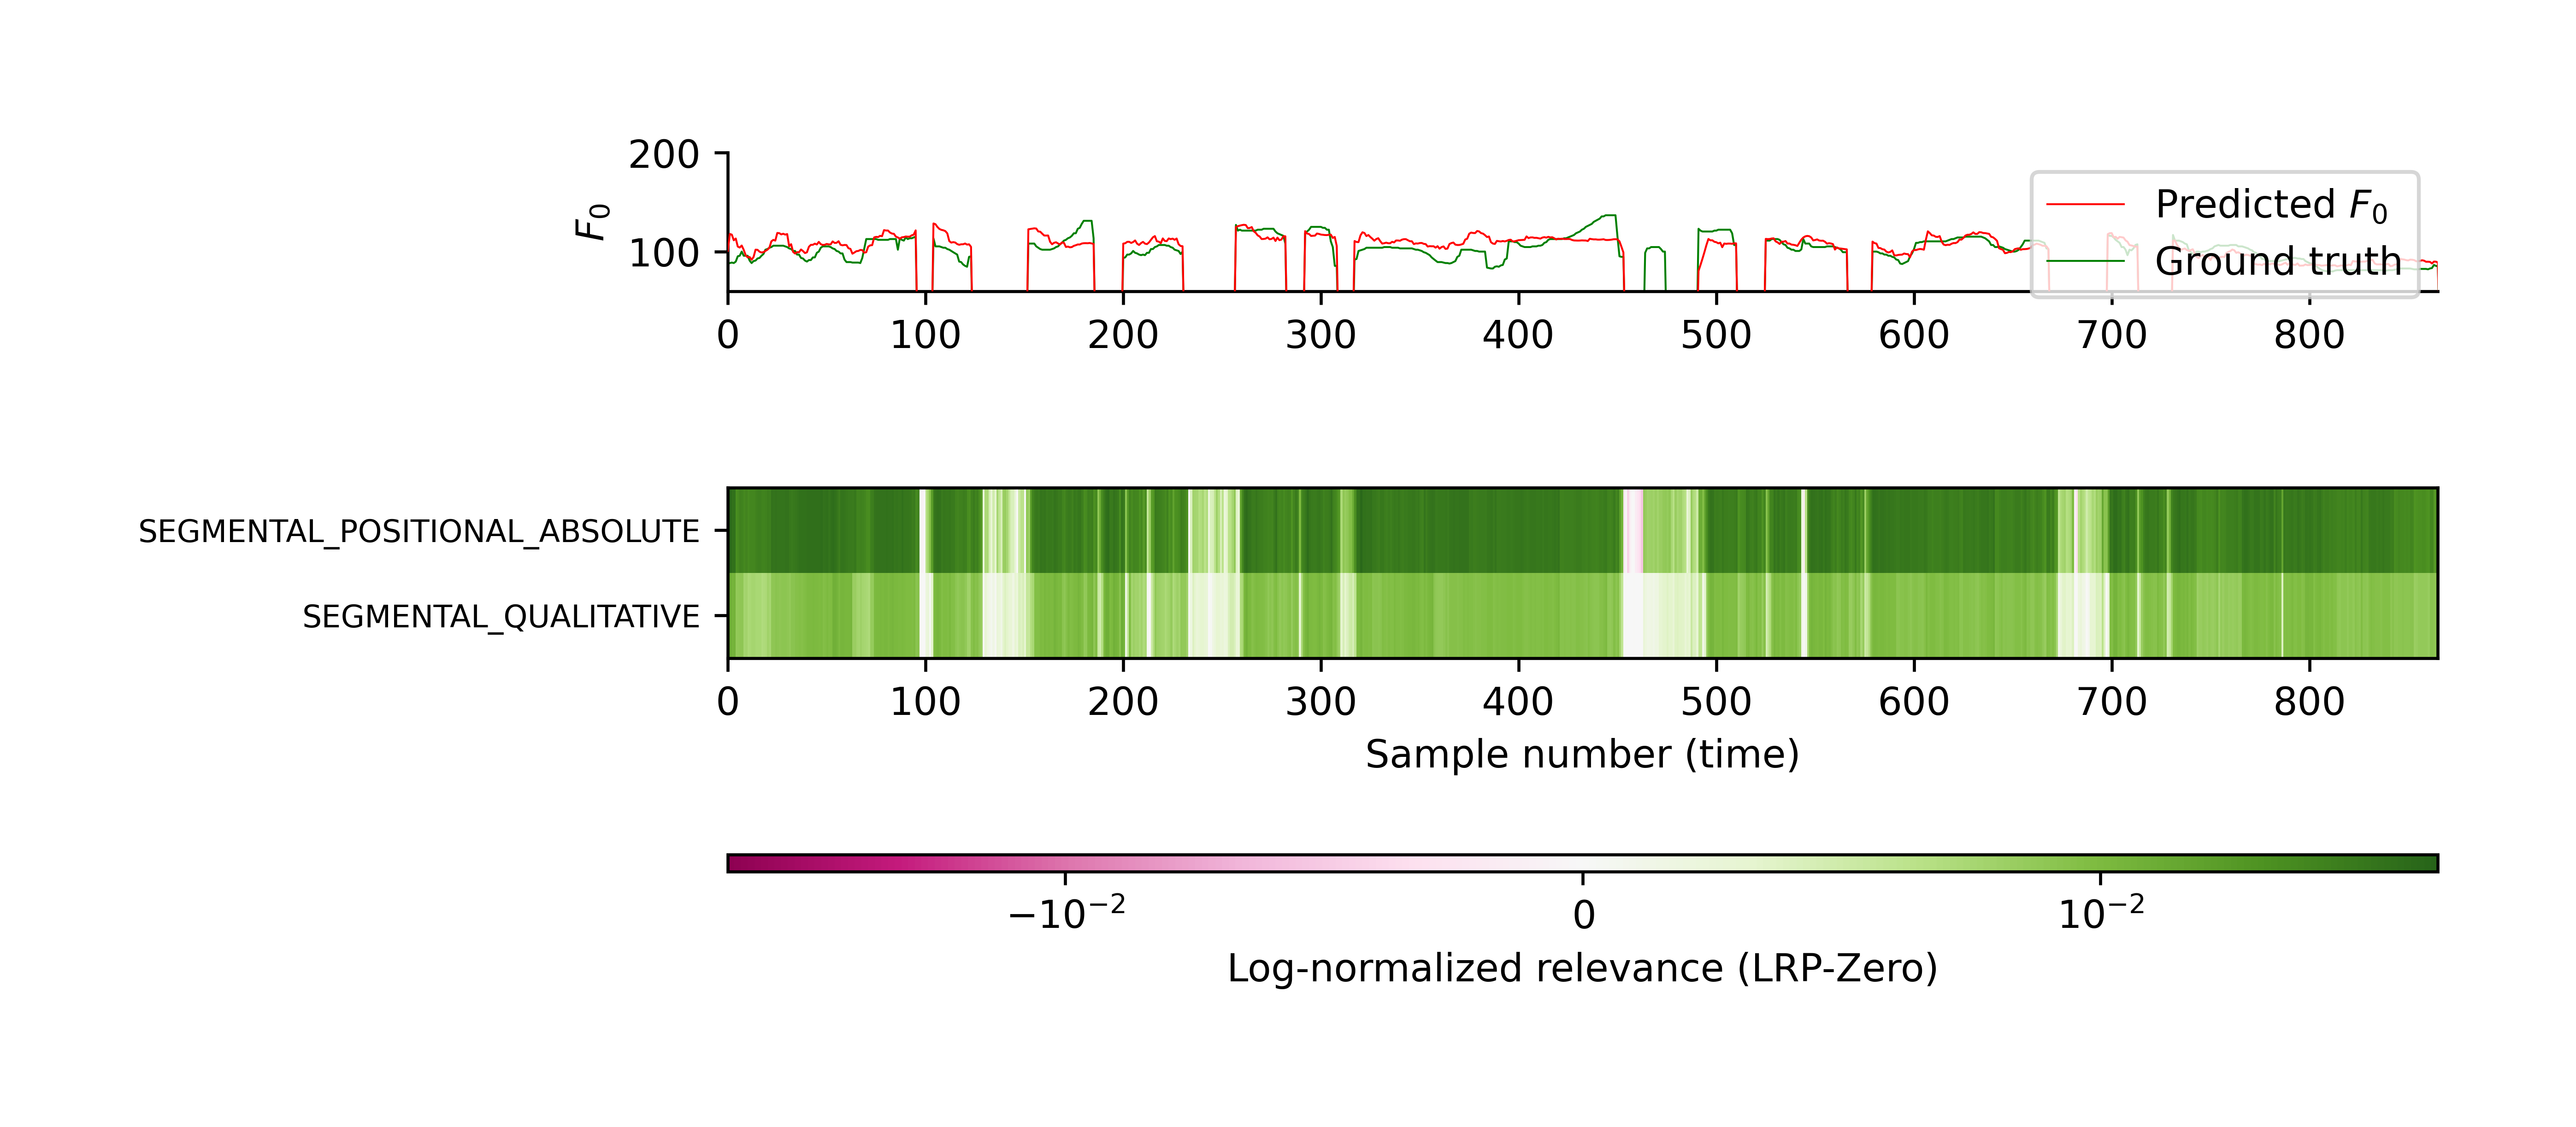 200
100
F0
Predicted F0
Ground truth
0 100 200 300 400 500 600 700 800
SEGMENTAL_POSITIONAL_ABSOLUTE
SEGMENTAL_QUALITATIVE
0 100 200 300 400 500 600 700 800
Sample number (time)
−10⁻² 0 10⁻²
Log-normalized relevance (LRP-Zero)